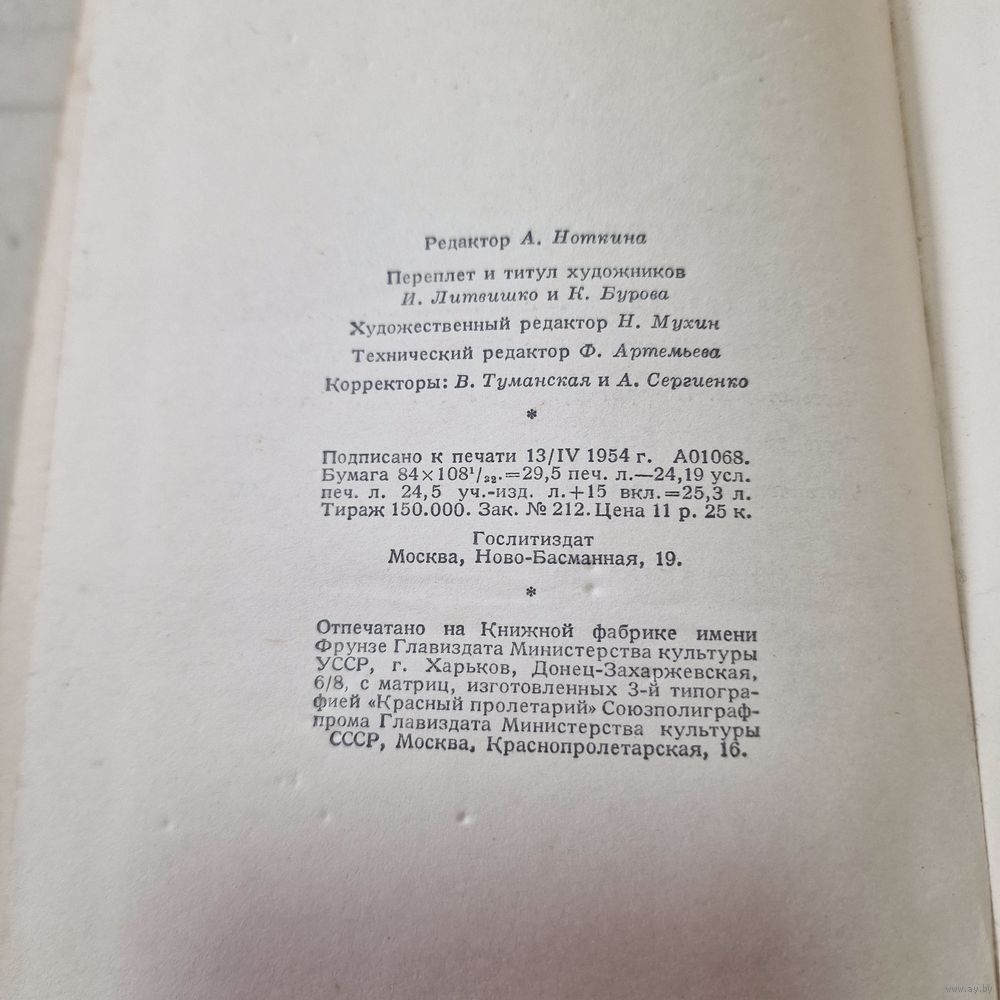 Редактор А. Ноткина
Переплет и титул художников
И. Литвишко и К. Бурова
Художественный редактор Н. Мухин
Технический редактор Ф. Артемьева
Корректоры: В. Туманская и А. Сергиенко
*
Подписано к печати 13/IV 1954 г. А01068.
Бумага 84×108¹/₃₂.=29,5 печ. л.—24,19 усл.
печ. л. 24,5 уч.-изд. л.+15 вкл.=25,3 л.
Тираж 150.000. Зак. № 212. Цена 11 р. 25 к.
Гослитиздат
Москва, Ново-Басманная, 19.
*
Отпечатано на Книжной фабрике имени
Фрунзе Главиздата Министерства культуры
УССР, г. Харьков, Донец-Захаржевская,
6/8, с матриц, изготовленных 3-й типогра-
фией «Красный пролетарий» Союзполиграф-
прома Главиздата Министерства культуры
СССР, Москва, Краснопролетарская, 16.
www.ay.by